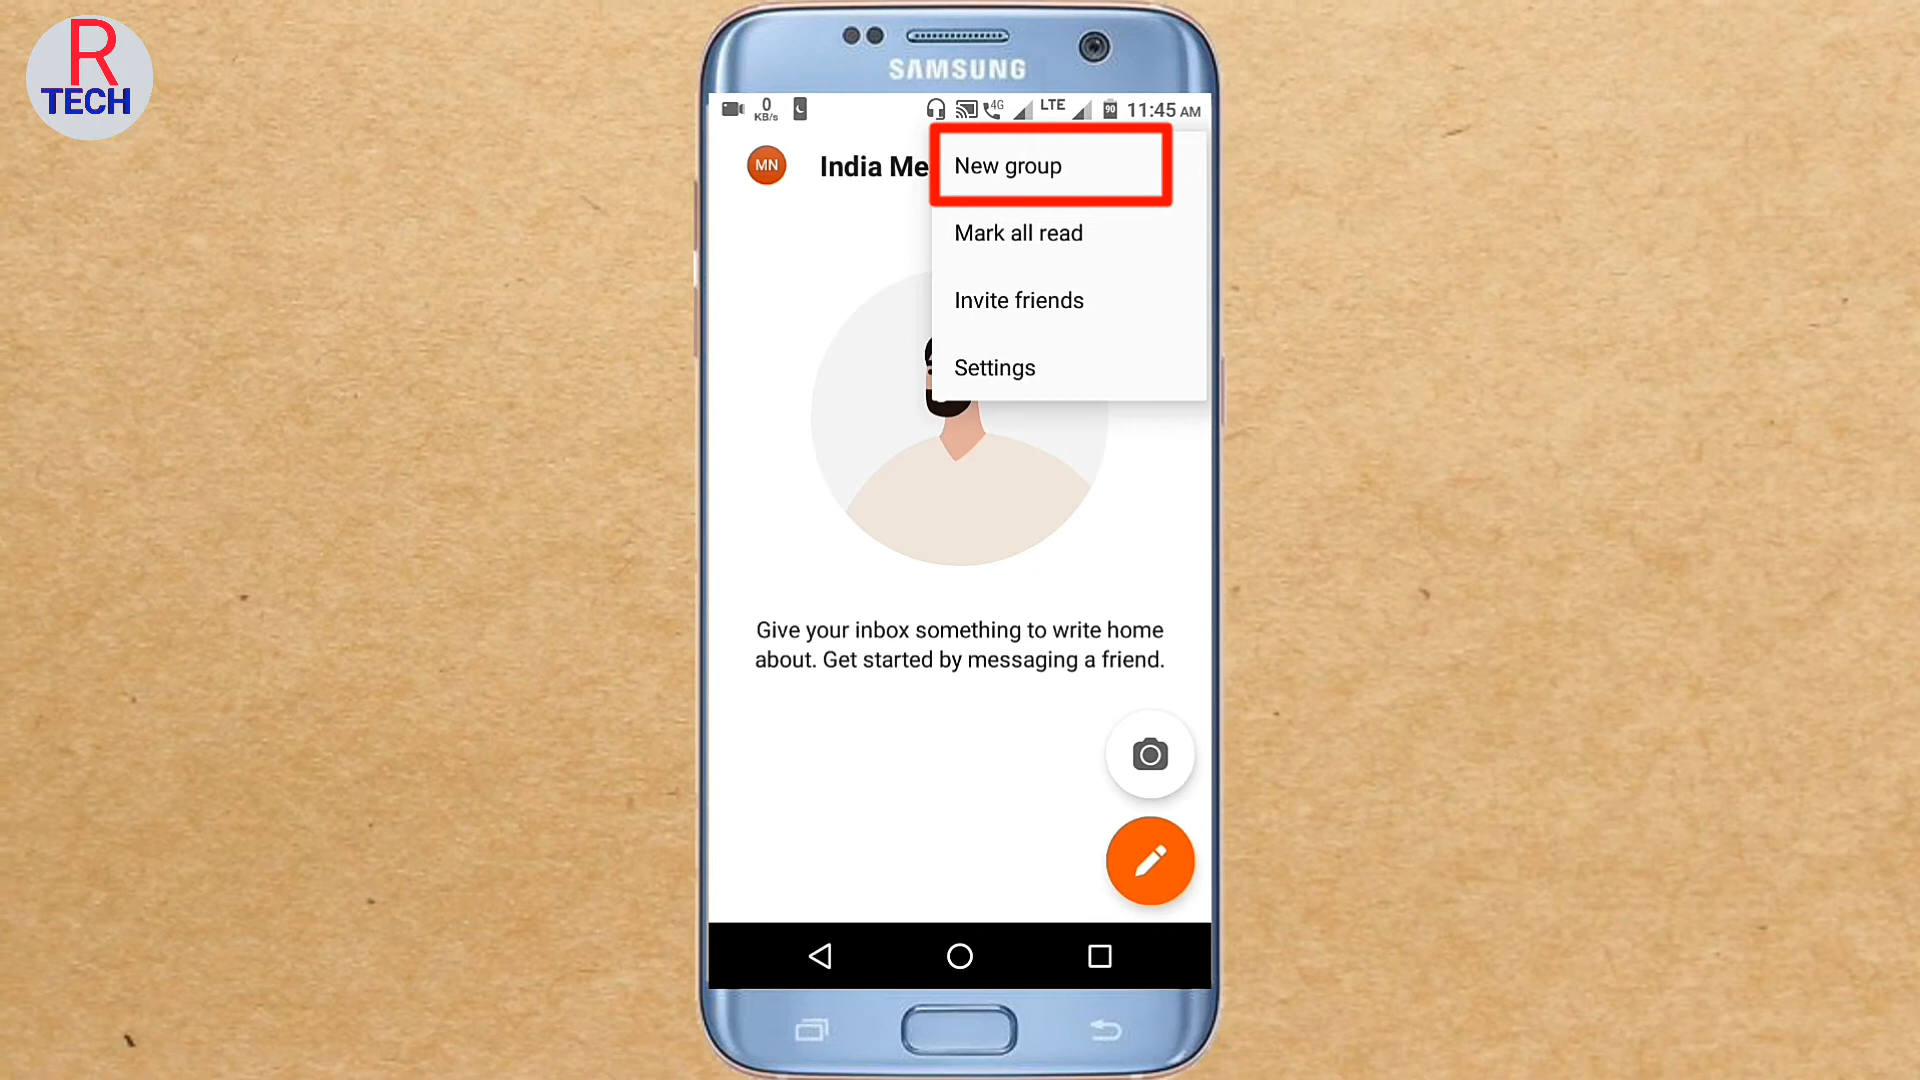 R
TECH
SAMSUNG
0
KB/s
4G
LTE
90
11:45 AM
MN
India Me
New group
Mark all read
Invite friends
Settings
Give your inbox something to write home
about. Get started by messaging a friend.